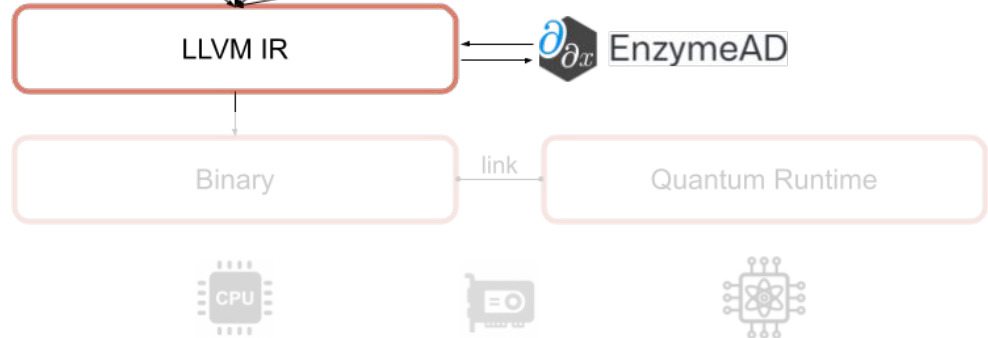 LLVM IR
∂ ∂x EnzymeAD
Binary
link
Quantum Runtime
CPU